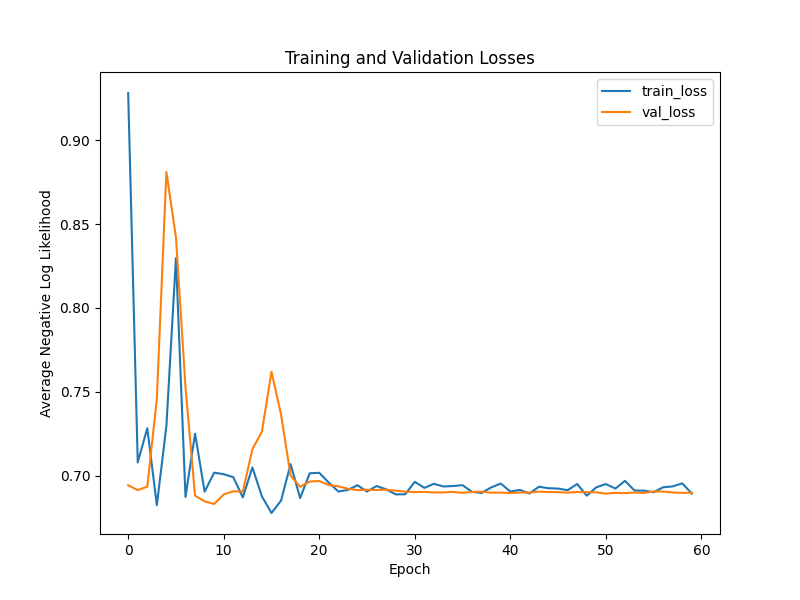 Training and Validation Losses
train_loss
val_loss
Average Negative Log Likelihood
0.90
0.85
0.80
0.75
0.70
0 10 20 30 40 50 60
Epoch